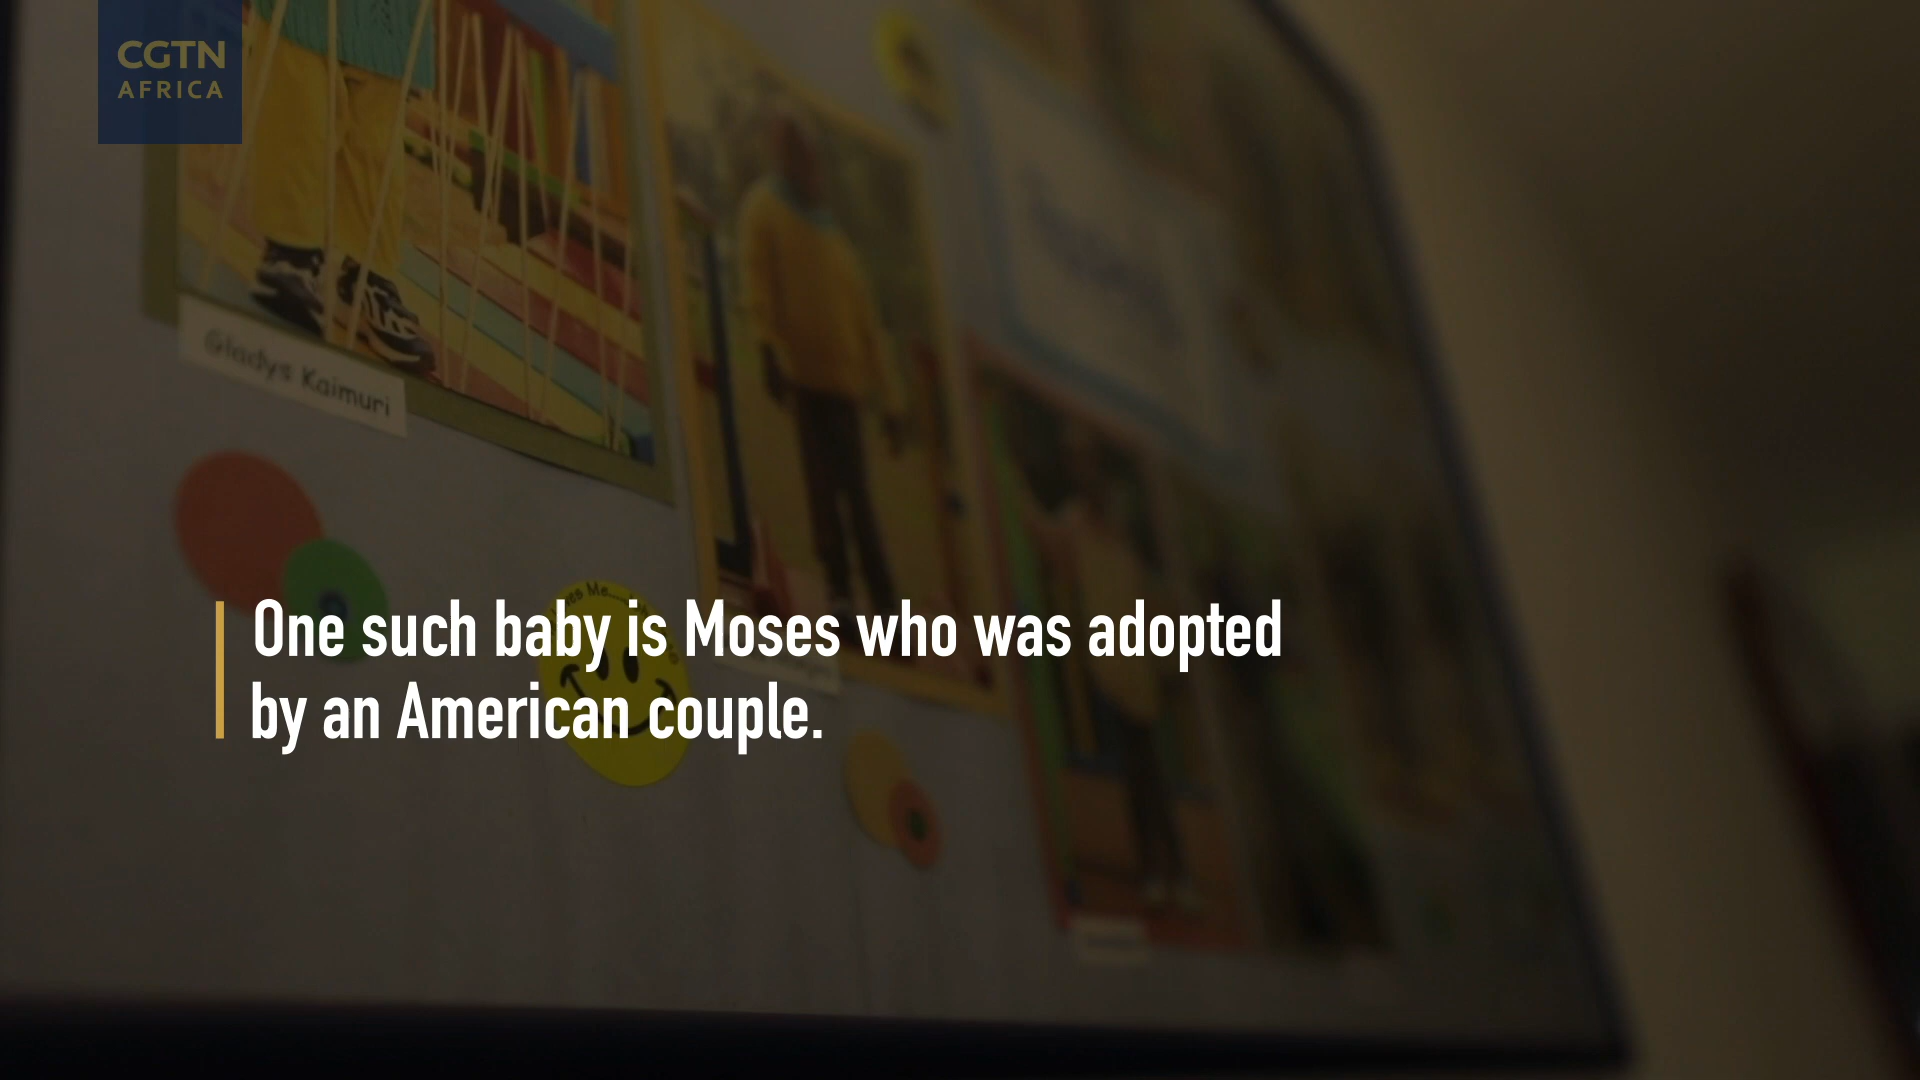 CGTN
AFRICA
Gladys Kaimuri
One such baby is Moses who was adopted
by an American couple.